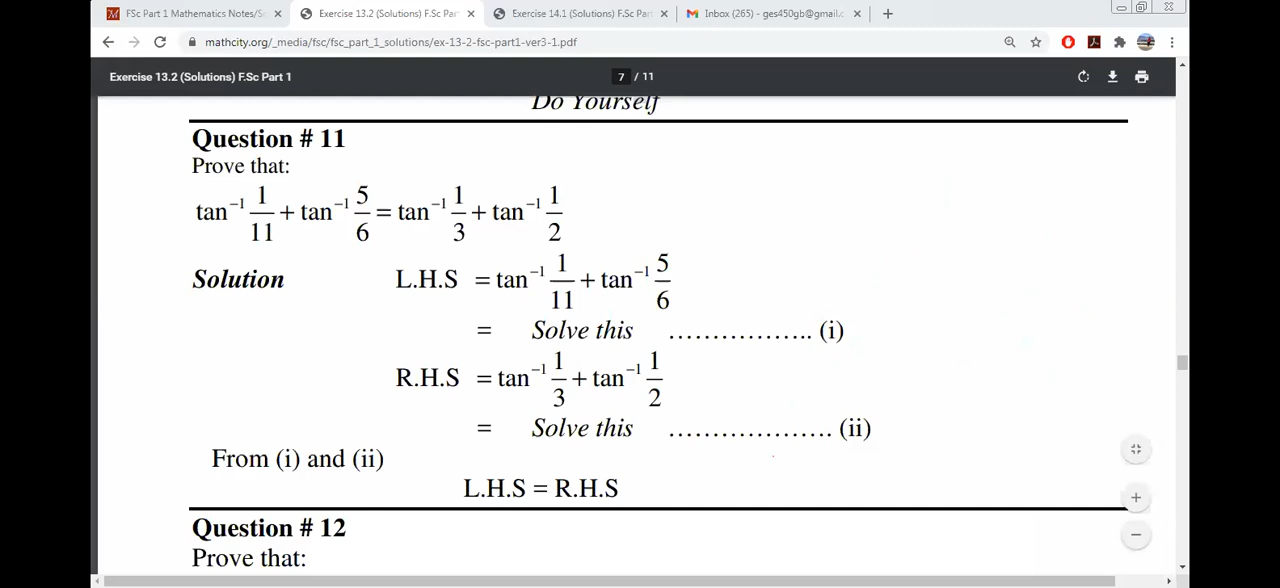 FSc Part 1 Mathematics Notes/So
Exercise 13.2 (Solutions) F.Sc Par
Exercise 14.1 (Solutions) F.Sc Part
Inbox (265) - ges450gb@gmail.c
mathcity.org/_media/fsc/fsc_part_1_solutions/ex-13-2-fsc-part1-ver3-1.pdf
Exercise 13.2 (Solutions) F.Sc Part 1
7 / 11
Do Yourself
Question # 11
Prove that:
tan⁻¹ 1/11 + tan⁻¹ 5/6 = tan⁻¹ 1/3 + tan⁻¹ 1/2
Solution L.H.S = tan⁻¹ 1/11 + tan⁻¹ 5/6
= Solve this ................. (i)
R.H.S = tan⁻¹ 1/3 + tan⁻¹ 1/2
= Solve this ................... (ii)
From (i) and (ii)
L.H.S = R.H.S
Question # 12
Prove that: